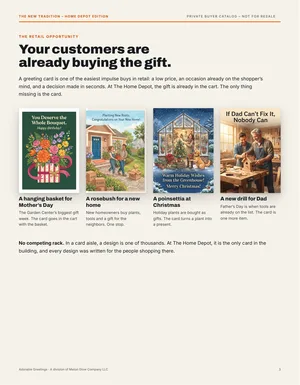 THE NEW TRADITION • HOME DEPOT EDITION
PRIVATE BUYER CATALOG • NOT FOR RESALE
THE RETAIL OPPORTUNITY
Your customers are
already buying the gift.
A greeting card is one of the easiest impulse buys in retail: a low price, an occasion already on the shopper's
mind, and a decision made in seconds. At The Home Depot, the gift is already in the cart. The only thing
missing is the card.
You Deserve the
Whole Bouquet.
Happy Birthday!
Planting New Roots.
Congratulations on Your New Home!
Warm Holiday Wishes
from the Greenhouse!
Merry Christmas!
If Dad Can't Fix It,
Nobody Can
A hanging basket for
Mother's Day
The Garden Center's biggest gift
week. The card goes in the cart
with the basket.
A rosebush for a new
home
New homeowners buy plants,
tools and a gift for the
neighbors. One stop.
A poinsettia at
Christmas
Holiday plants are bought as
gifts. The card turns a plant into
a present.
A new drill for Dad
Father's Day is when tools are
already on the list. The card is
one more item.
No competing rack. In a card aisle, a design is one of thousands. At The Home Depot, it is the only card in the
building, and every design was written for the people shopping there.